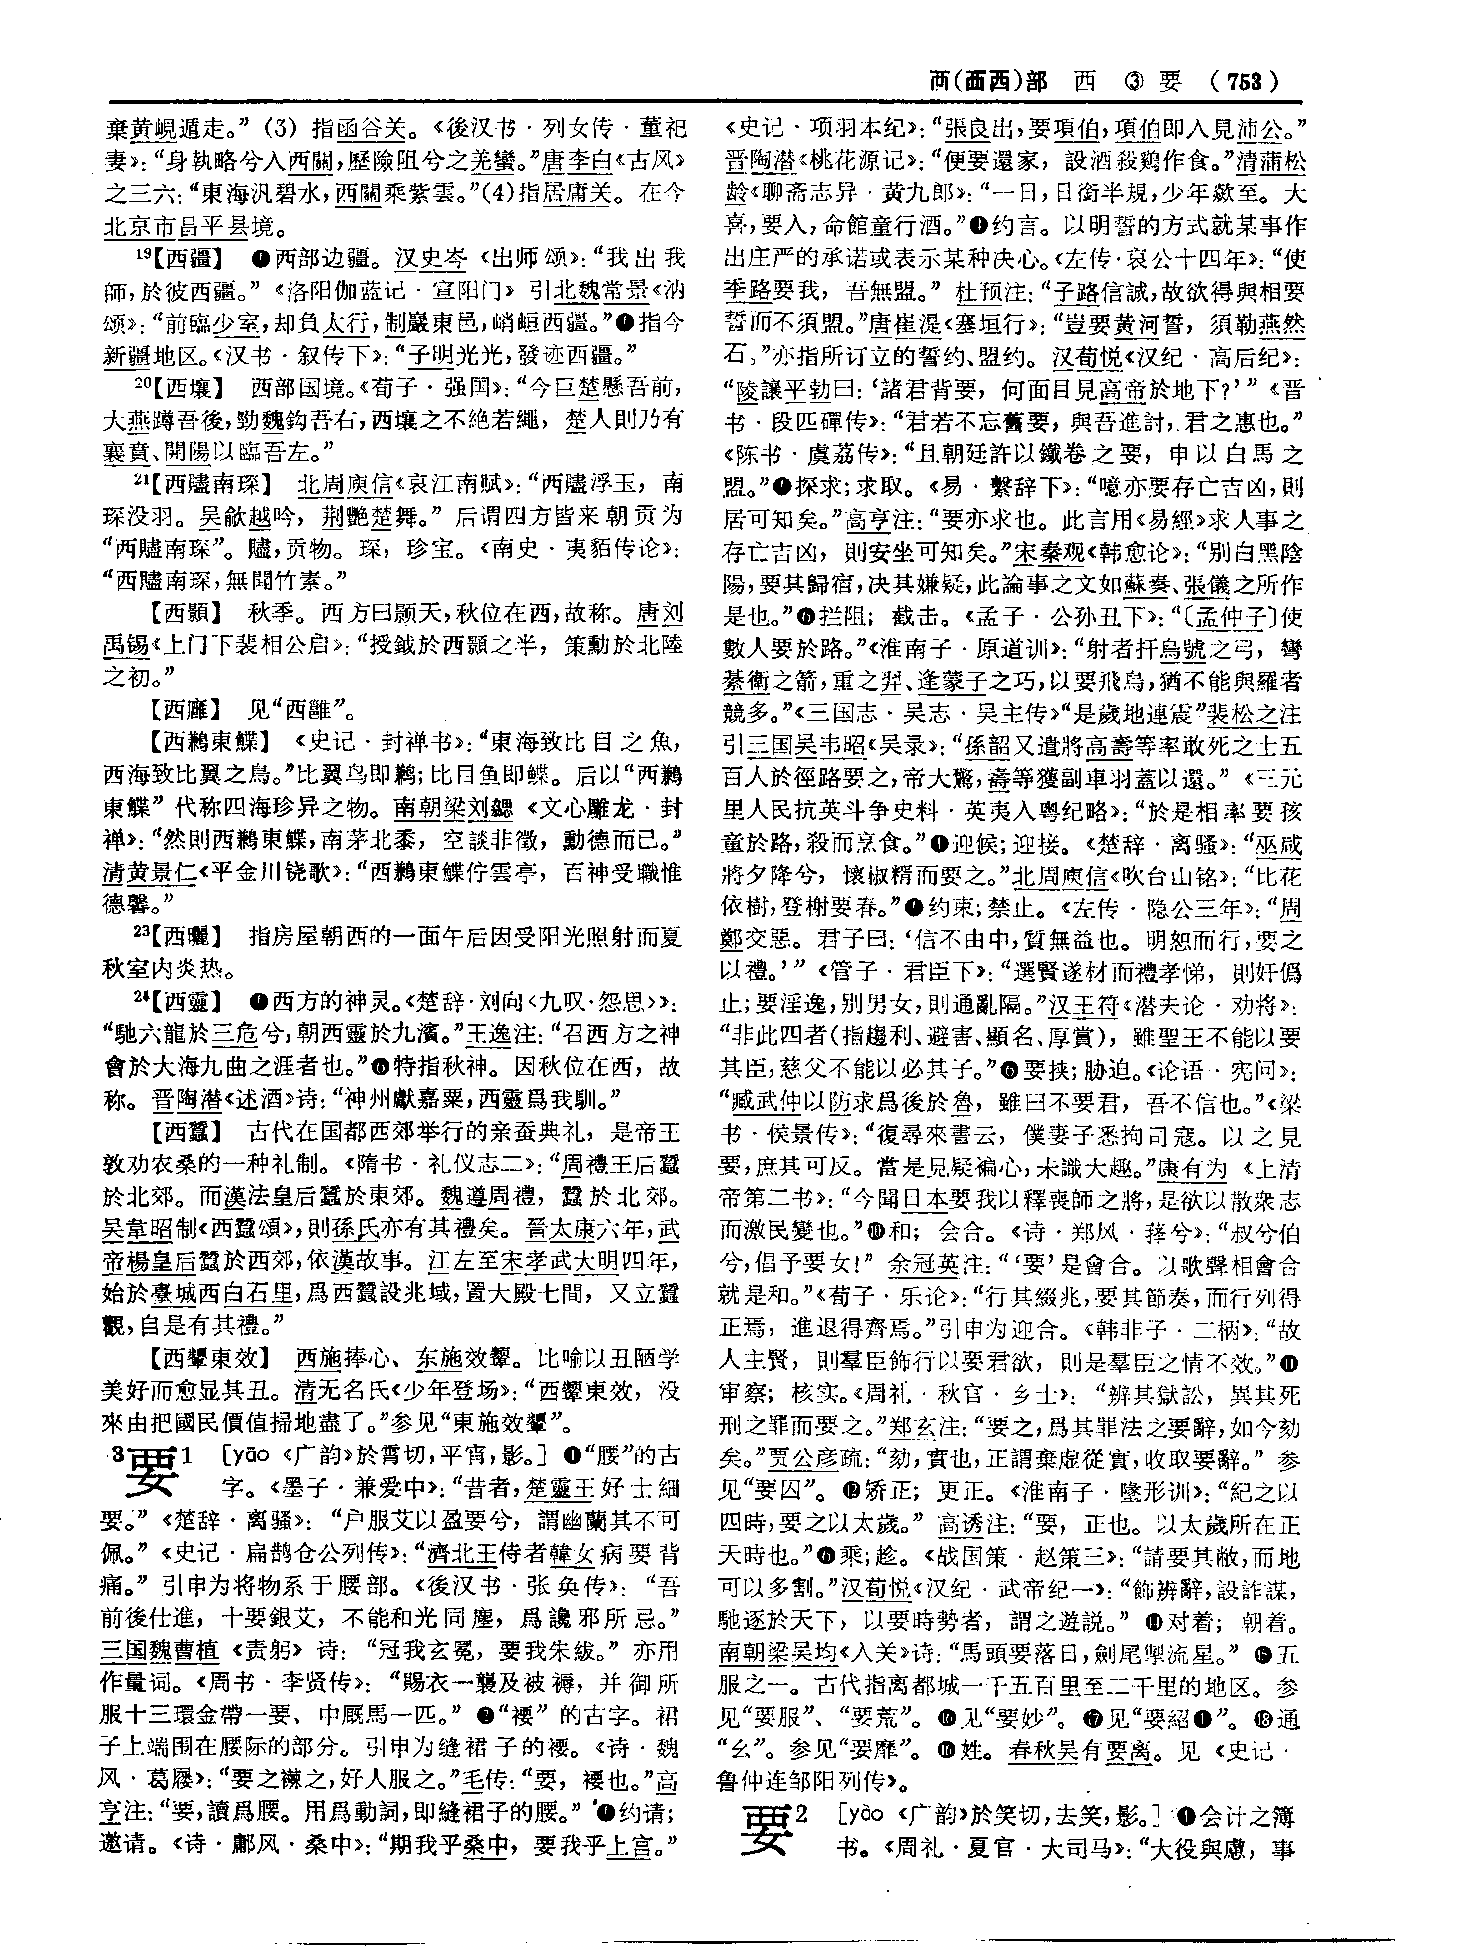 襾(覀西)部　西　③要　(753)
棄黄峴遁走。”(3) 指函谷关。《後汉书·列女传·董祀
妻》：“身執略兮入西關，歷險阻兮之羌蠻。”唐李白《古风》
之三六：“東海汎碧水，西關乘紫雲。”(4)指居庸关。在今
北京市昌平县境。
19【西疆】 ❶西部边疆。汉史岑《出师颂》：“我出我
師，於彼西疆。”《洛阳伽蓝记·宣阳门》引北魏常景《汭
颂》：“前臨少室，却負太行，制巖東邑，峭峘西疆。”❷指今
新疆地区。《汉书·叙传下》：“子明光光，發迹西疆。”
20【西壤】 西部国境。《荀子·强国》：“今巨楚懸吾前，
大燕蹲吾後，勁魏鈎吾右，西壤之不絶若繩，楚人則乃有
襄賁、開陽以臨吾左。”
21【西贐南琛】 北周庾信《哀江南赋》：“西贐浮玉，南
琛没羽。吴歈越吟，荆艷楚舞。”后谓四方皆来朝贡为
“西贐南琛”。贐，贡物。琛，珍宝。《南史·夷貊传论》：
“西贐南琛，無聞竹素。”
【西顥】 秋季。西方曰颢天，秋位在西，故称。唐刘
禹锡《上门下裴相公启》：“授鉞於西顥之半，策勳於北陸
之初。”
【西廱】 见“西雝”。
【西鶼東鰈】 《史记·封禅书》：“東海致比目之魚，
西海致比翼之鳥。”比翼鸟即鹣；比目鱼即鲽。后以“西鶼
東鰈”代称四海珍异之物。南朝梁刘勰《文心雕龙·封
禅》：“然則西鶼東鰈，南茅北黍，空談非徵，勳德而已。”
清黄景仁《平金川铙歌》：“西鶼東鰈佇雲亭，百神受職惟
德馨。”
23【西曬】 指房屋朝西的一面午后因受阳光照射而夏
秋室内炎热。
24【西靈】 ❶西方的神灵。《楚辞·刘向〈九叹·怨思〉》：
“馳六龍於三危兮，朝西靈於九濱。”王逸注：“召西方之神
會於大海九曲之涯者也。”❷特指秋神。因秋位在西，故
称。晋陶潜《述酒》诗：“神州獻嘉粟，西靈爲我馴。”
【西蠶】 古代在国都西郊举行的亲蚕典礼，是帝王
敦劝农桑的一种礼制。《隋书·礼仪志二》：“周禮王后蠶
於北郊。而漢法皇后蠶於東郊。魏遵周禮，蠶於北郊。
吴韋昭制《西蠶頌》，則孫氏亦有其禮矣。晉太康六年，武
帝楊皇后蠶於西郊，依漢故事。江左至宋孝武大明四年，
始於臺城西白石里，爲西蠶設兆域，置大殿七間，又立蠶
觀，自是有其禮。”
【西顰東效】 西施捧心、东施效颦。比喻以丑陋学
美好而愈显其丑。清无名氏《少年登场》：“西顰東效，没
來由把國民價值掃地盡了。”参见“東施效顰”。
3要1 [yāo《广韵》於霄切，平宵，影。] ❶“腰”的古
字。《墨子·兼爱中》：“昔者，楚靈王好士細
要。”《楚辞·离骚》：“户服艾以盈要兮，謂幽蘭其不可
佩。”《史记·扁鹊仓公列传》：“濟北王侍者韓女病要背
痛。”引申为将物系于腰部。《後汉书·张奂传》：“吾
前後仕進，十要銀艾，不能和光同塵，爲讒邪所忌。”
三国魏曹植《责躬》诗：“冠我玄冕，要我朱紱。”亦用
作量词。《周书·李贤传》：“賜衣一襲及被褥，并御所
服十三環金帶一要、中厩馬一匹。”❷“褄”的古字。裙
子上端围在腰际的部分。引申为缝裙子的褄。《诗·魏
风·葛屦》：“要之襋之，好人服之。”毛传：“要，褄也。”高
亨注：“要，讀爲腰。用爲動詞，即縫裙子的腰。”❸约请；
邀请。《诗·鄘风·桑中》：“期我乎桑中，要我乎上宫。”
《史记·项羽本纪》：“張良出，要項伯，項伯即入見沛公。”
晋陶潜《桃花源记》：“便要還家，設酒殺鷄作食。”清蒲松
龄《聊斋志异·黄九郎》：“一日，日銜半規，少年欻至。大
喜，要入，命館童行酒。”❹约言。以明誓的方式就某事作
出庄严的承诺或表示某种决心。《左传·哀公十四年》：“使
季路要我，吾無盟。”杜预注：“子路信誠，故欲得與相要
誓而不須盟。”唐崔湜《塞垣行》：“豈要黄河誓，須勒燕然
石。”亦指所订立的誓约、盟约。汉荀悦《汉纪·高后纪》：
“陵讓平勃曰：‘諸君背要，何面目見高帝於地下？’”《晋
书·段匹磾传》：“君若不忘舊要，與吾進討，君之惠也。”
《陈书·虞荔传》：“且朝廷許以鐵卷之要，申以白馬之
盟。”❺探求；求取。《易·繫辞下》：“噫亦要存亡吉凶，則
居可知矣。”高亨注：“要亦求也。此言用《易經》求人事之
存亡吉凶，則安坐可知矣。”宋秦观《韩愈论》：“别白黑陰
陽，要其歸宿，决其嫌疑，此論事之文如蘇秦、張儀之所作
是也。”❻拦阻；截击。《孟子·公孙丑下》：“〔孟仲子〕使
數人要於路。”《淮南子·原道训》：“射者扞烏號之弓，彎
綦衛之箭，重之羿、逢蒙子之巧，以要飛鳥，猶不能與羅者
競多。”《三国志·吴志·吴主传》“是歲地連震”裴松之注
引三国吴韦昭《吴录》：“孫韶又遣將高壽等率敢死之士五
百人於徑路要之，帝大驚，壽等獲副車羽蓋以還。”《三元
里人民抗英斗争史料·英夷入粤纪略》：“於是相率要孩
童於路，殺而烹食。”❼迎候；迎接。《楚辞·离骚》：“巫咸
將夕降兮，懷椒糈而要之。”北周庾信《吹台山铭》：“比花
依樹，登榭要春。”❽约束；禁止。《左传·隐公三年》：“周
鄭交惡。君子曰：‘信不由中，質無益也。明恕而行，要之
以禮。’”《管子·君臣下》：“選賢遂材而禮孝悌，則奸僞
止；要淫逸，别男女，則通亂隔。”汉王符《潜夫论·劝将》：
“非此四者(指趨利、避害、顯名、厚賞)，雖聖王不能以要
其臣，慈父不能以必其子。”❾要挟；胁迫。《论语·宪问》：
“臧武仲以防求爲後於魯，雖曰不要君，吾不信也。”《梁
书·侯景传》：“復尋來書云，僕妻子悉拘司寇。以之見
要，庶其可反。當是見疑褊心，未識大趣。”康有为《上清
帝第二书》：“今聞日本要我以釋喪師之將，是欲以散衆志
而激民變也。”❿和；会合。《诗·郑风·蘀兮》：“叔兮伯
兮，倡予要女！”余冠英注：“‘要’是會合。以歌聲相會合
就是和。”《荀子·乐论》：“行其綴兆，要其節奏，而行列得
正焉，進退得齊焉。”引申为迎合。《韩非子·二柄》：“故
人主賢，則羣臣飾行以要君欲，則是羣臣之情不效。”⓫
审察；核实。《周礼·秋官·乡士》：“辨其獄訟，異其死
刑之罪而要之。”郑玄注：“要之，爲其罪法之要辭，如今劾
矣。”贾公彦疏：“劾，實也，正謂棄虚從實，收取要辭。”参
见“要囚”。⓬矫正；更正。《淮南子·墬形训》：“紀之以
四時，要之以太歲。”高诱注：“要，正也。以太歲所在正
天時也。”⓭乘；趁。《战国策·赵策三》：“請要其敝，而地
可以多割。”汉荀悦《汉纪·武帝纪一》：“飾辨辭，設詐謀，
馳逐於天下，以要時勢者，謂之遊説。”⓮对着；朝着。
南朝梁吴均《入关》诗：“馬頭要落日，劍尾掣流星。”⓯五
服之一。古代指离都城一千五百里至二千里的地区。参
见“要服”、“要荒”。⓰见“要妙”。⓱见“要紹❶”。⓲通
“幺”。参见“要靡”。⓳姓。春秋吴有要离。见《史记·
鲁仲连邹阳列传》。
要2 [yào《广韵》於笑切，去笑，影。] ❶会计之簿
书。《周礼·夏官·大司马》：“大役與慮，事